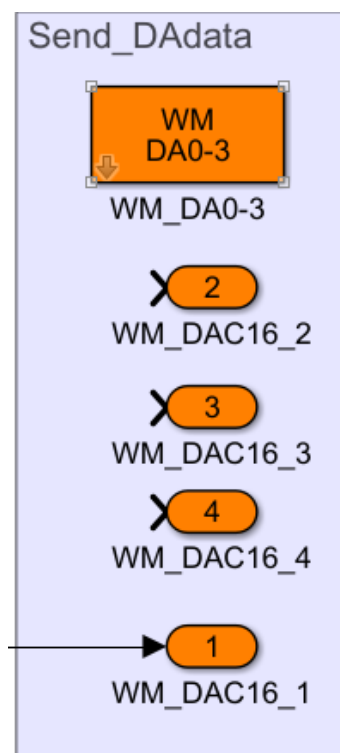 Send_DAdata
WM
DA0-3
WM_DA0-3
2
WM_DAC16_2
3
WM_DAC16_3
4
WM_DAC16_4
1
WM_DAC16_1